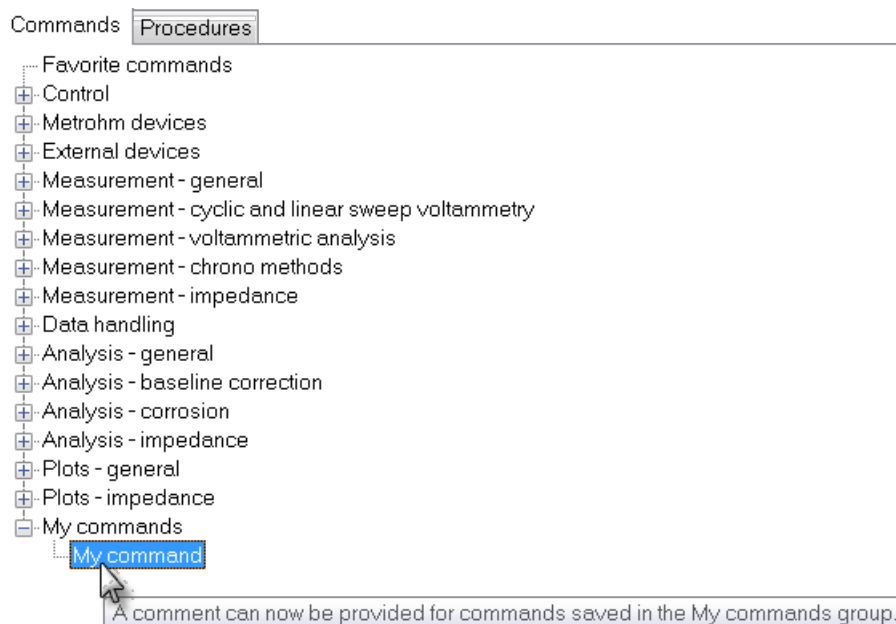 Commands Procedures
Favorite commands
Control
Metrohm devices
External devices
Measurement - general
Measurement - cyclic and linear sweep voltammetry
Measurement - voltammetric analysis
Measurement - chrono methods
Measurement - impedance
Data handling
Analysis - general
Analysis - baseline correction
Analysis - corrosion
Analysis - impedance
Plots - general
Plots - impedance
My commands
My command
A comment can now be provided for commands saved in the My commands group.